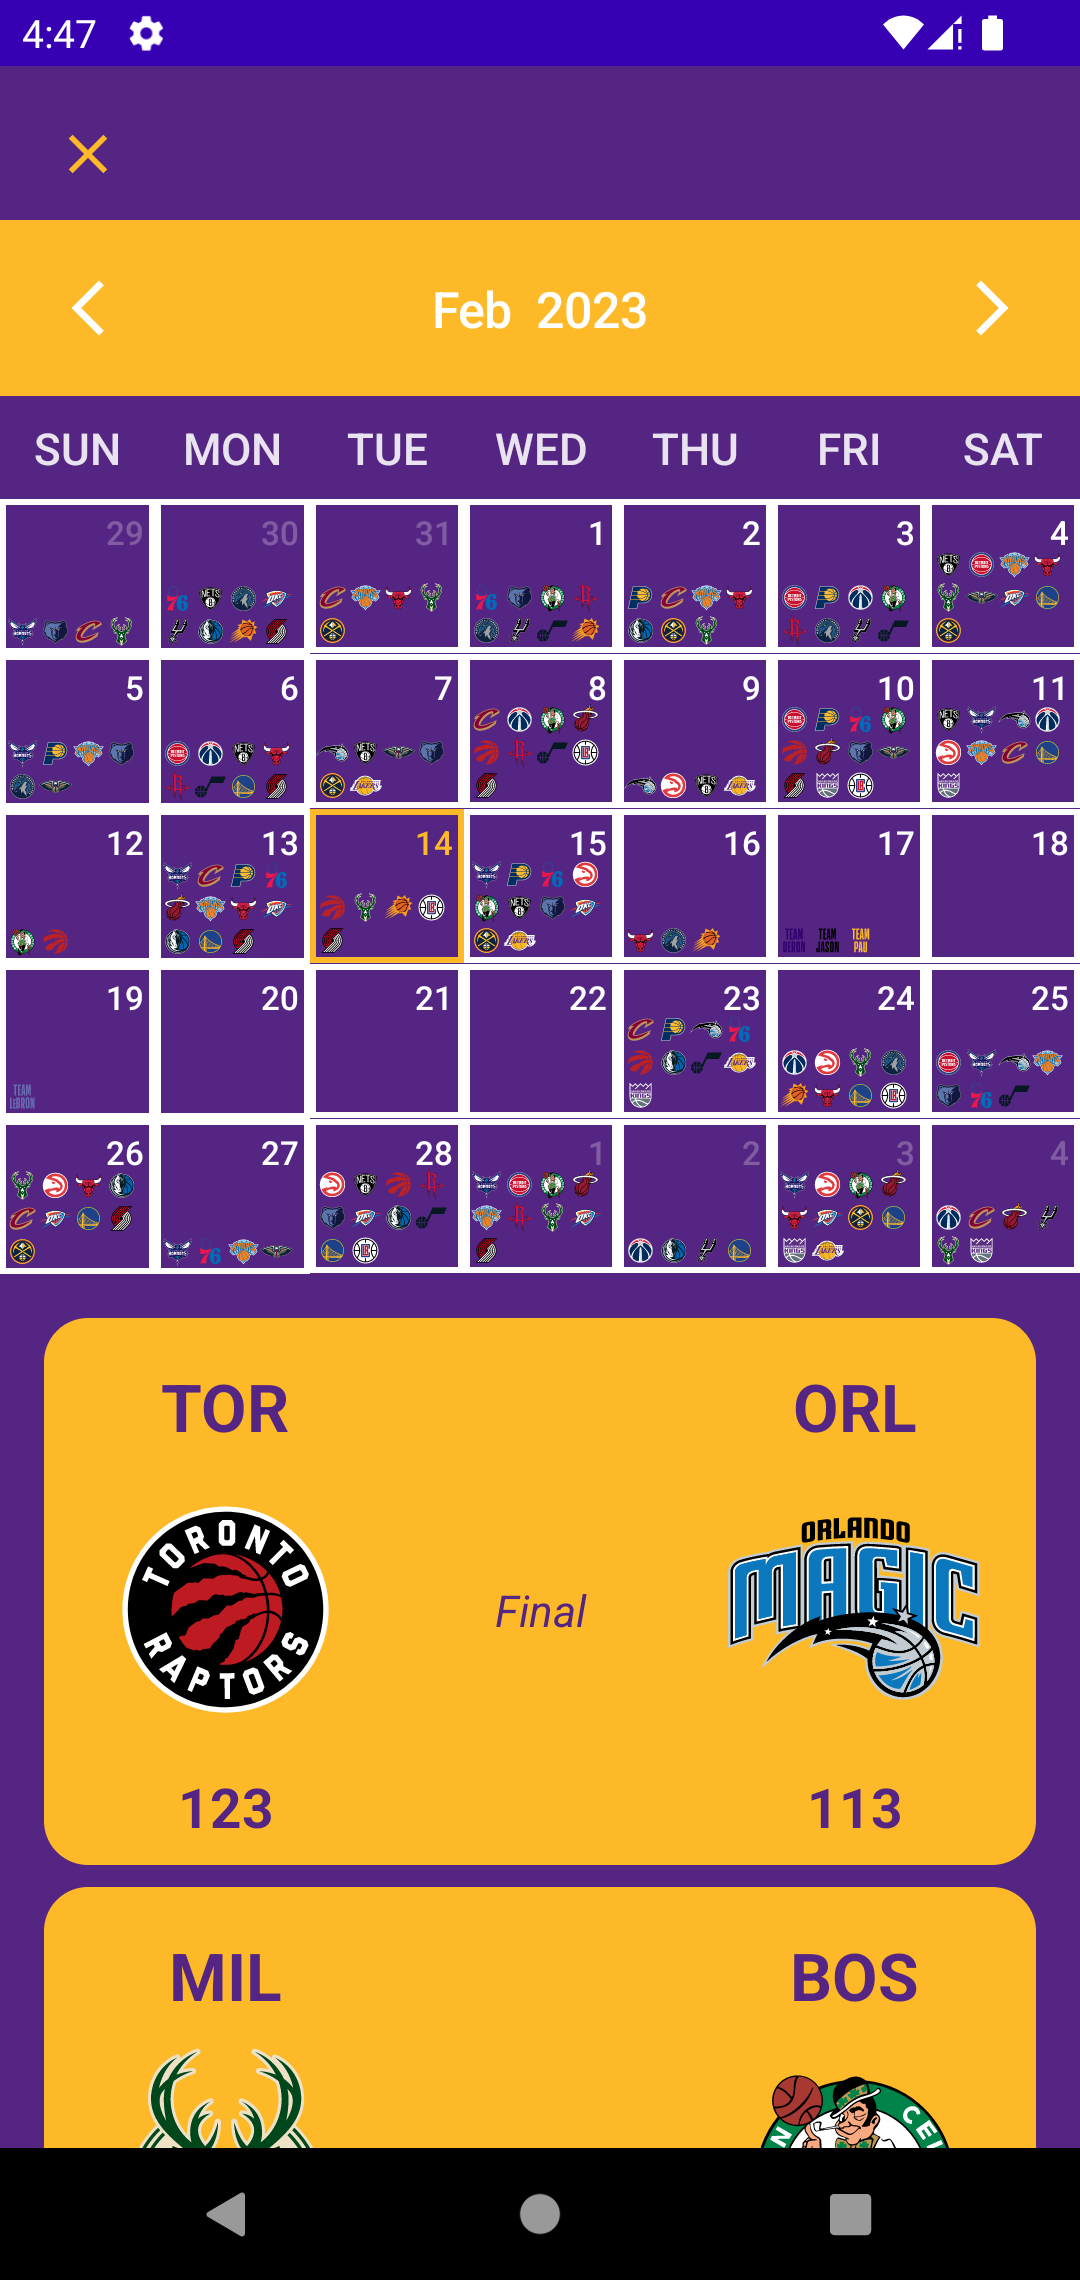 4:47
Feb 2023
SUN MON TUE WED THU FRI SAT
29 30 31 1 2 3 4
5 6 7 8 9 10 11
12 13 14 15 16 17 18
TEAM DERON TEAM JASON TEAM PAU
19 20 21 22 23 24 25
TEAM LEBRON
26 27 28 1 2 3 4
TOR ORL
TORONTO RAPTORS
ORLANDO MAGIC
Final
123 113
MIL BOS